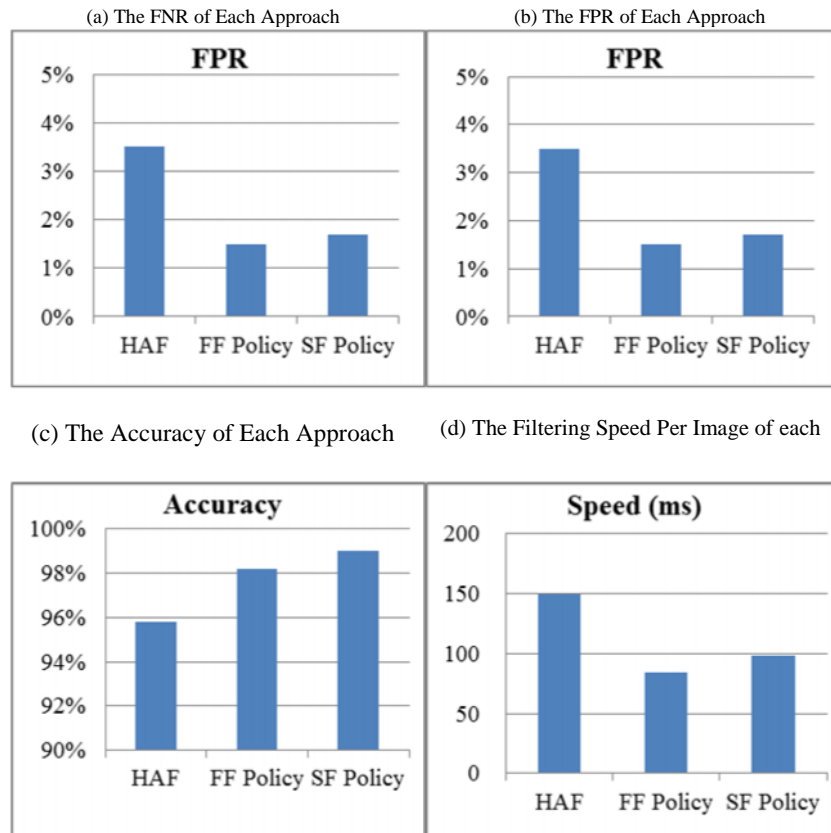 (a) The FNR of Each Approach
(b) The FPR of Each Approach
FPR
5%
4%
3%
2%
1%
0%
HAF FF Policy SF Policy
FPR
5%
4%
3%
2%
1%
0%
HAF FF Policy SF Policy
(c) The Accuracy of Each Approach
(d) The Filtering Speed Per Image of each
Accuracy
100%
98%
96%
94%
92%
90%
HAF FF Policy SF Policy
Speed (ms)
200
150
100
50
0
HAF FF Policy SF Policy